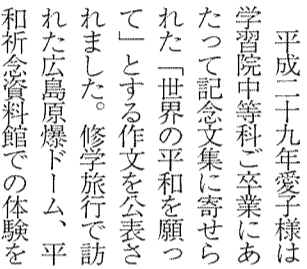 平成二十九年愛子様は
学習院中等科ご卒業にあ
たって記念文集に寄せら
れた「世界の平和を願っ
て」とする作文を公表さ
れました。修学旅行で訪
れた広島原爆ドーム、平
和祈念資料館での体験を